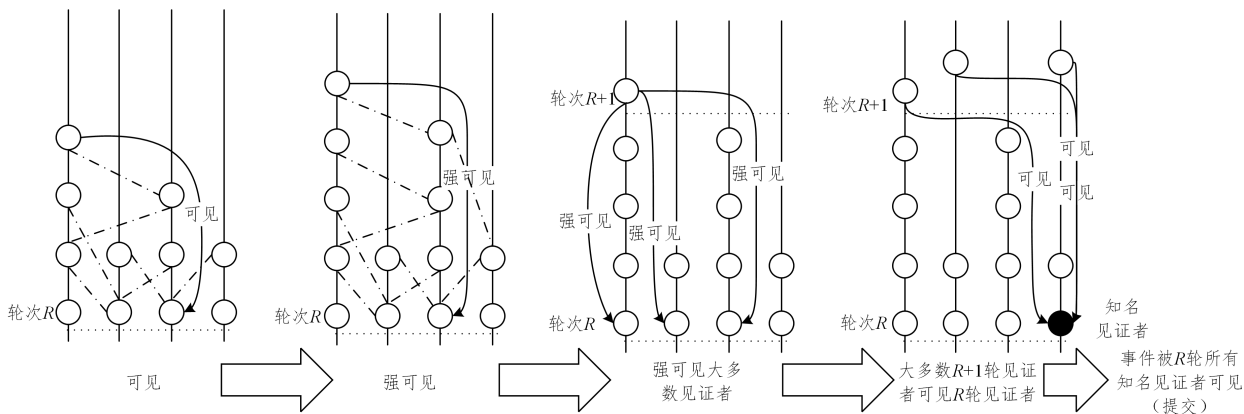 可见
轮次R
可见
强可见
轮次R
强可见
轮次R+1
强可见
强可见
强可见
轮次R
强可见大多
数见证者
轮次R+1
可见
可见
可见
轮次R
知名
见证者
大多数R+1轮见证
者可见R轮见证者
事件被R轮所有
知名见证者可见
(提交)